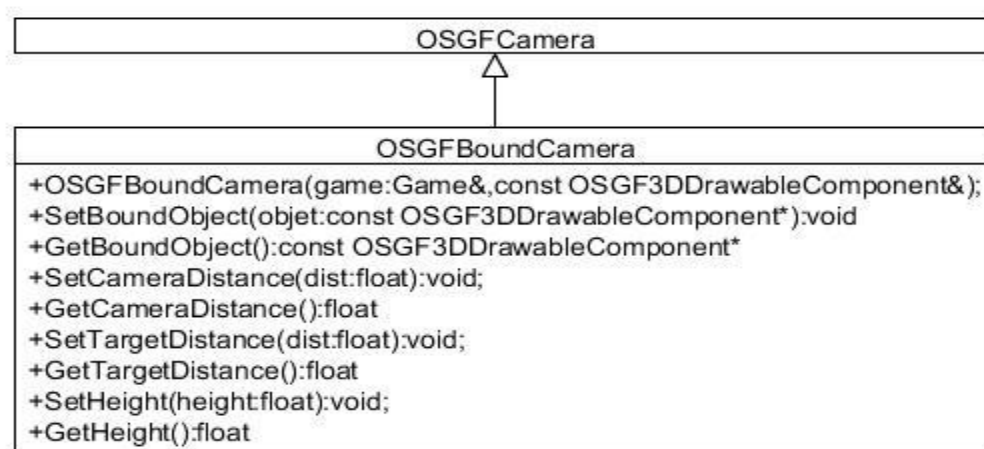 OSGFCamera
OSGFBoundCamera
+OSGFBoundCamera(game:Game&,const OSGF3DDrawableComponent&);
+SetBoundObject(objet:const OSGF3DDrawableComponent*):void
+GetBoundObject():const OSGF3DDrawableComponent*
+SetCameraDistance(dist:float):void;
+GetCameraDistance():float
+SetTargetDistance(dist:float):void;
+GetTargetDistance():float
+SetHeight(height:float):void;
+GetHeight():float